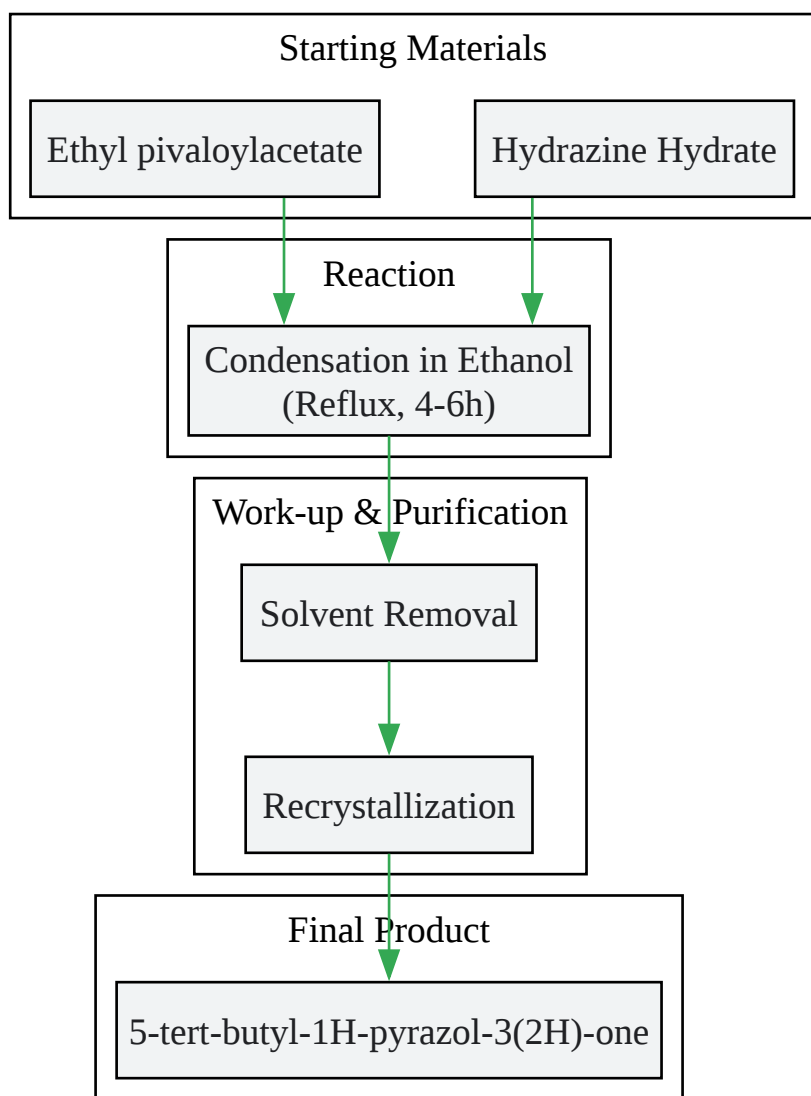 Starting Materials
Ethyl pivaloylacetate
Hydrazine Hydrate
Reaction
Condensation in Ethanol
(Reflux, 4-6h)
Work-up & Purification
Solvent Removal
Recrystallization
Final Product
5-tert-butyl-1H-pyrazol-3(2H)-one